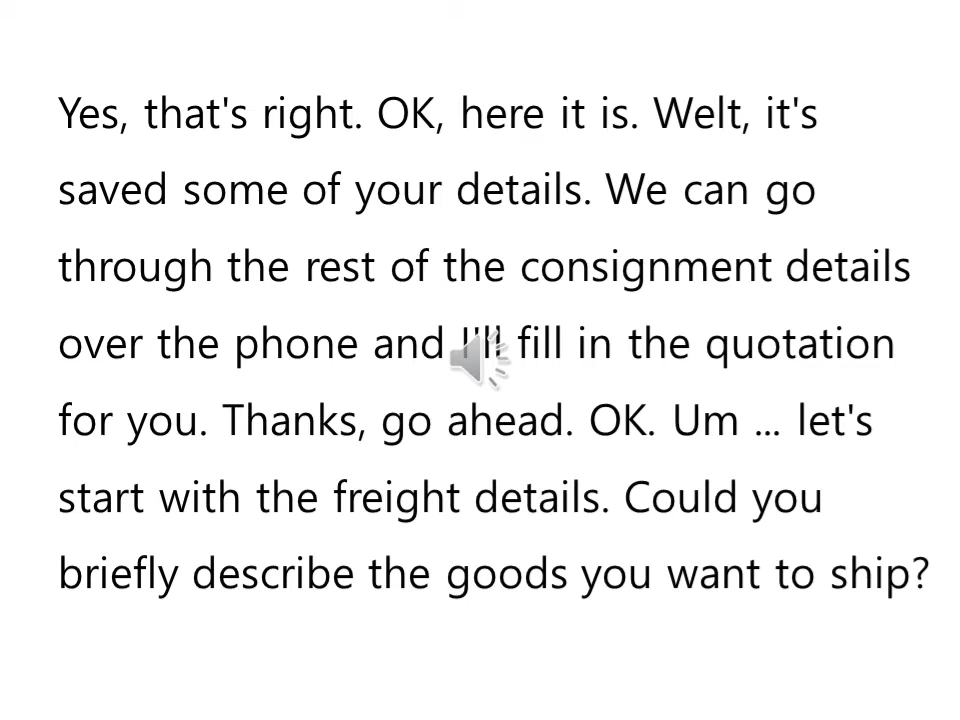 Yes, that's right. OK, here it is. Welt, it's
saved some of your details. We can go
through the rest of the consignment details
over the phone and I'll fill in the quotation
for you. Thanks, go ahead. OK. Um ... let's
start with the freight details. Could you
briefly describe the goods you want to ship?